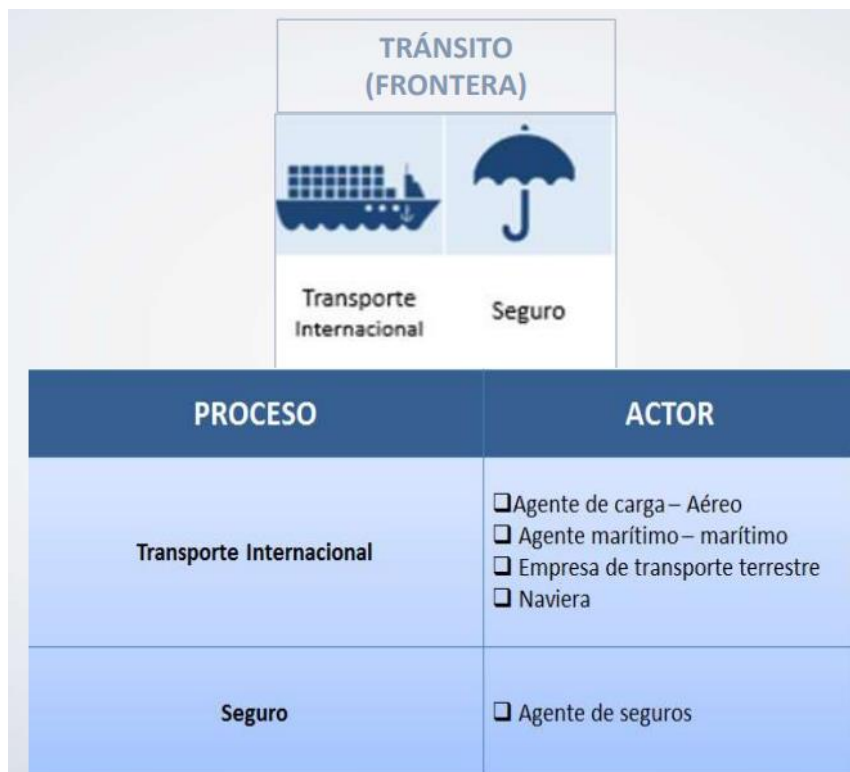 TRÁNSITO
(FRONTERA)
Transporte
Internacional
Seguro
PROCESO
ACTOR
Transporte Internacional
❑Agente de carga – Aéreo
❑ Agente marítimo – marítimo
❑ Empresa de transporte terrestre
❑ Naviera
Seguro
❑ Agente de seguros